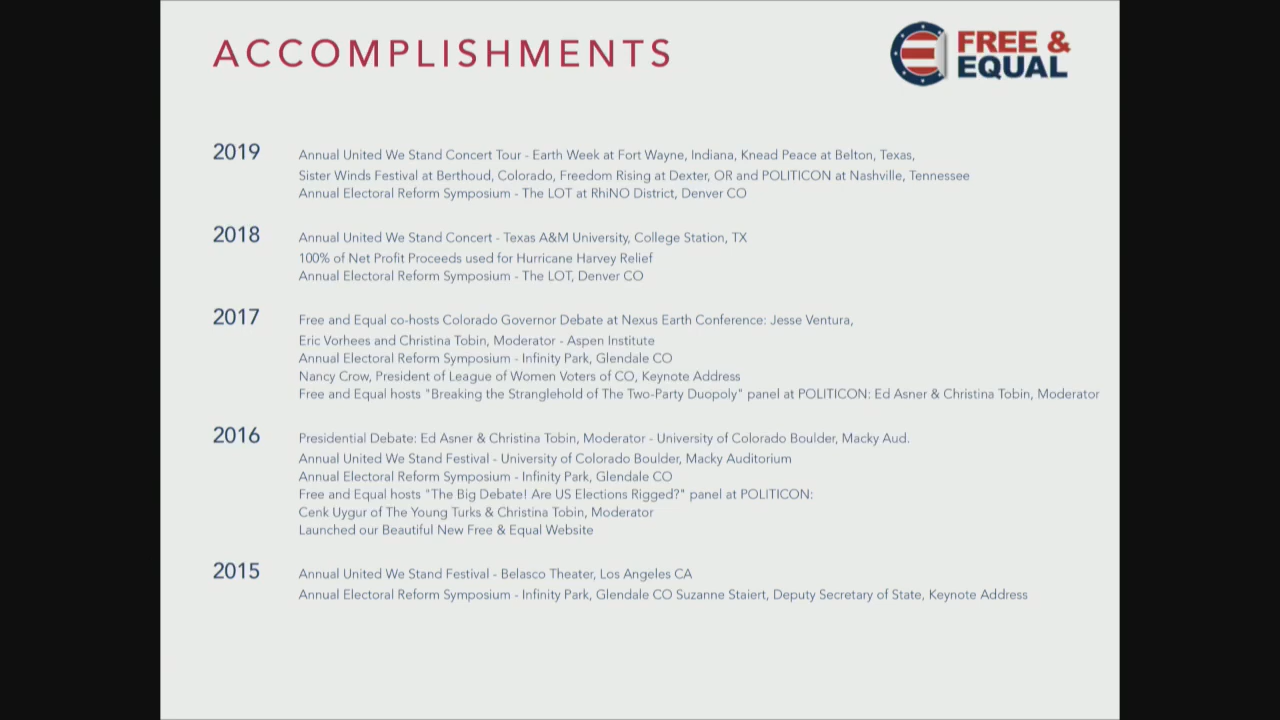 ACCOMPLISHMENTS
FREE &
EQUAL
2019
Annual United We Stand Concert Tour - Earth Week at Fort Wayne, Indiana, Knead Peace at Belton, Texas,
Sister Winds Festival at Berthoud, Colorado, Freedom Rising at Dexter, OR and POLITICON at Nashville, Tennessee
Annual Electoral Reform Symposium - The LOT at RhiNO District, Denver CO
2018
Annual United We Stand Concert - Texas A&M University, College Station, TX
100% of Net Profit Proceeds used for Hurricane Harvey Relief
Annual Electoral Reform Symposium - The LOT, Denver CO
2017
Free and Equal co-hosts Colorado Governor Debate at Nexus Earth Conference: Jesse Ventura,
Eric Vorhees and Christina Tobin, Moderator - Aspen Institute
Annual Electoral Reform Symposium - Infinity Park, Glendale CO
Nancy Crow, President of League of Women Voters of CO, Keynote Address
Free and Equal hosts "Breaking the Stranglehold of The Two-Party Duopoly" panel at POLITICON: Ed Asner & Christina Tobin, Moderator
2016
Presidential Debate: Ed Asner & Christina Tobin, Moderator - University of Colorado Boulder, Macky Aud.
Annual United We Stand Festival - University of Colorado Boulder, Macky Auditorium
Annual Electoral Reform Symposium - Infinity Park, Glendale CO
Free and Equal hosts "The Big Debate! Are US Elections Rigged?" panel at POLITICON:
Cenk Uygur of The Young Turks & Christina Tobin, Moderator
Launched our Beautiful New Free & Equal Website
2015
Annual United We Stand Festival - Belasco Theater, Los Angeles CA
Annual Electoral Reform Symposium - Infinity Park, Glendale CO Suzanne Staiert, Deputy Secretary of State, Keynote Address